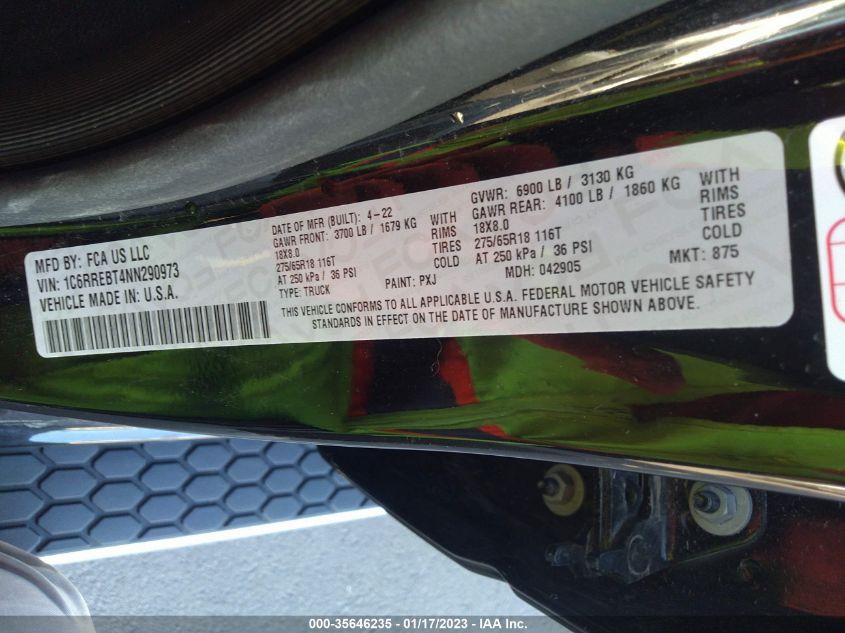 MFD BY: FCA US LLC
VIN: 1C6RREBT4NN290973
VEHICLE MADE IN U.S.A.
DATE OF MFR (BUILT): 4-22
GAWR FRONT: 3700 LB / 1679 KG WITH
18X8.0 RIMS
275/65R18 116T TIRES
AT 250 kPa / 36 PSI COLD
TYPE: TRUCK PAINT: PXJ
GVWR: 6900 LB / 3130 KG
GAWR REAR: 4100 LB / 1860 KG WITH
18X8.0 RIMS
275/65R18 116T TIRES
AT 250 kPa / 36 PSI COLD
MDH: 042905 MKT: 875
THIS VEHICLE CONFORMS TO ALL APPLICABLE U.S.A. FEDERAL MOTOR VEHICLE SAFETY
STANDARDS IN EFFECT ON THE DATE OF MANUFACTURE SHOWN ABOVE.
000-35646235 - 01/17/2023 - IAA Inc.